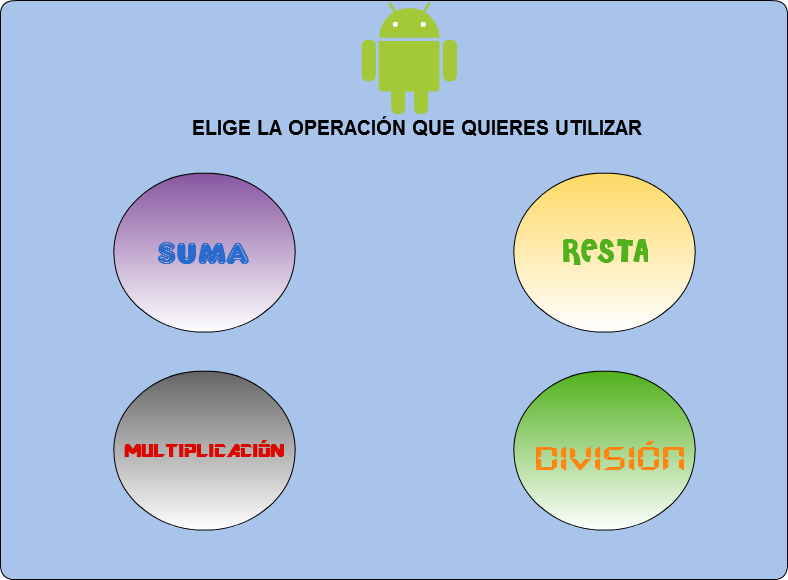 ELIGE LA OPERACIÓN QUE QUIERES UTILIZAR
SUMA
RESTA
MULTIPLICACIÓN
DIVISIÓN